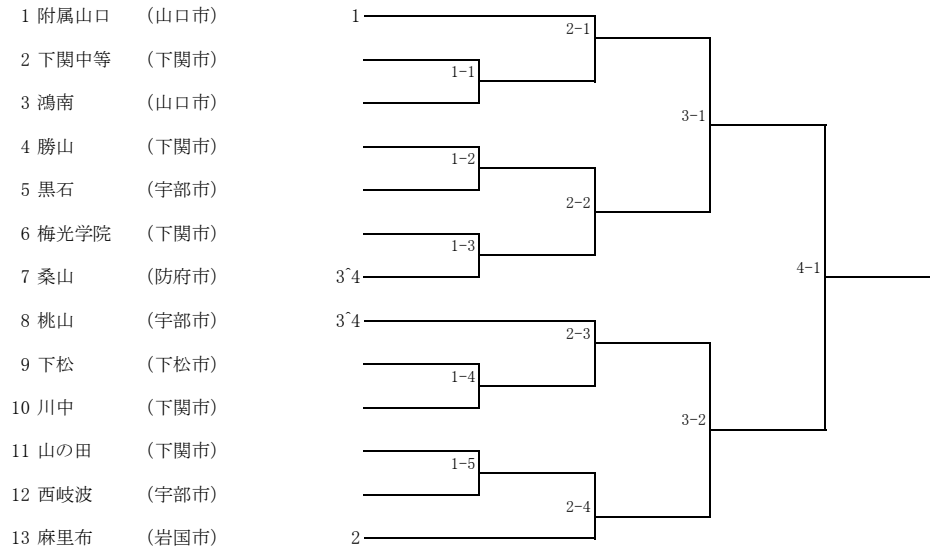 1 附属山口 (山口市) 1
2-1
2 下関中等 (下関市)
1-1
3 鴻南 (山口市)
3-1
4 勝山 (下関市)
1-2
5 黒石 (宇部市)
2-2
6 梅光学院 (下関市)
1-3
7 桑山 (防府市) 3~4
4-1
8 桃山 (宇部市) 3~4
2-3
9 下松 (下松市)
1-4
10 川中 (下関市)
3-2
11 山の田 (下関市)
1-5
12 西岐波 (宇部市)
2-4
13 麻里布 (岩国市) 2